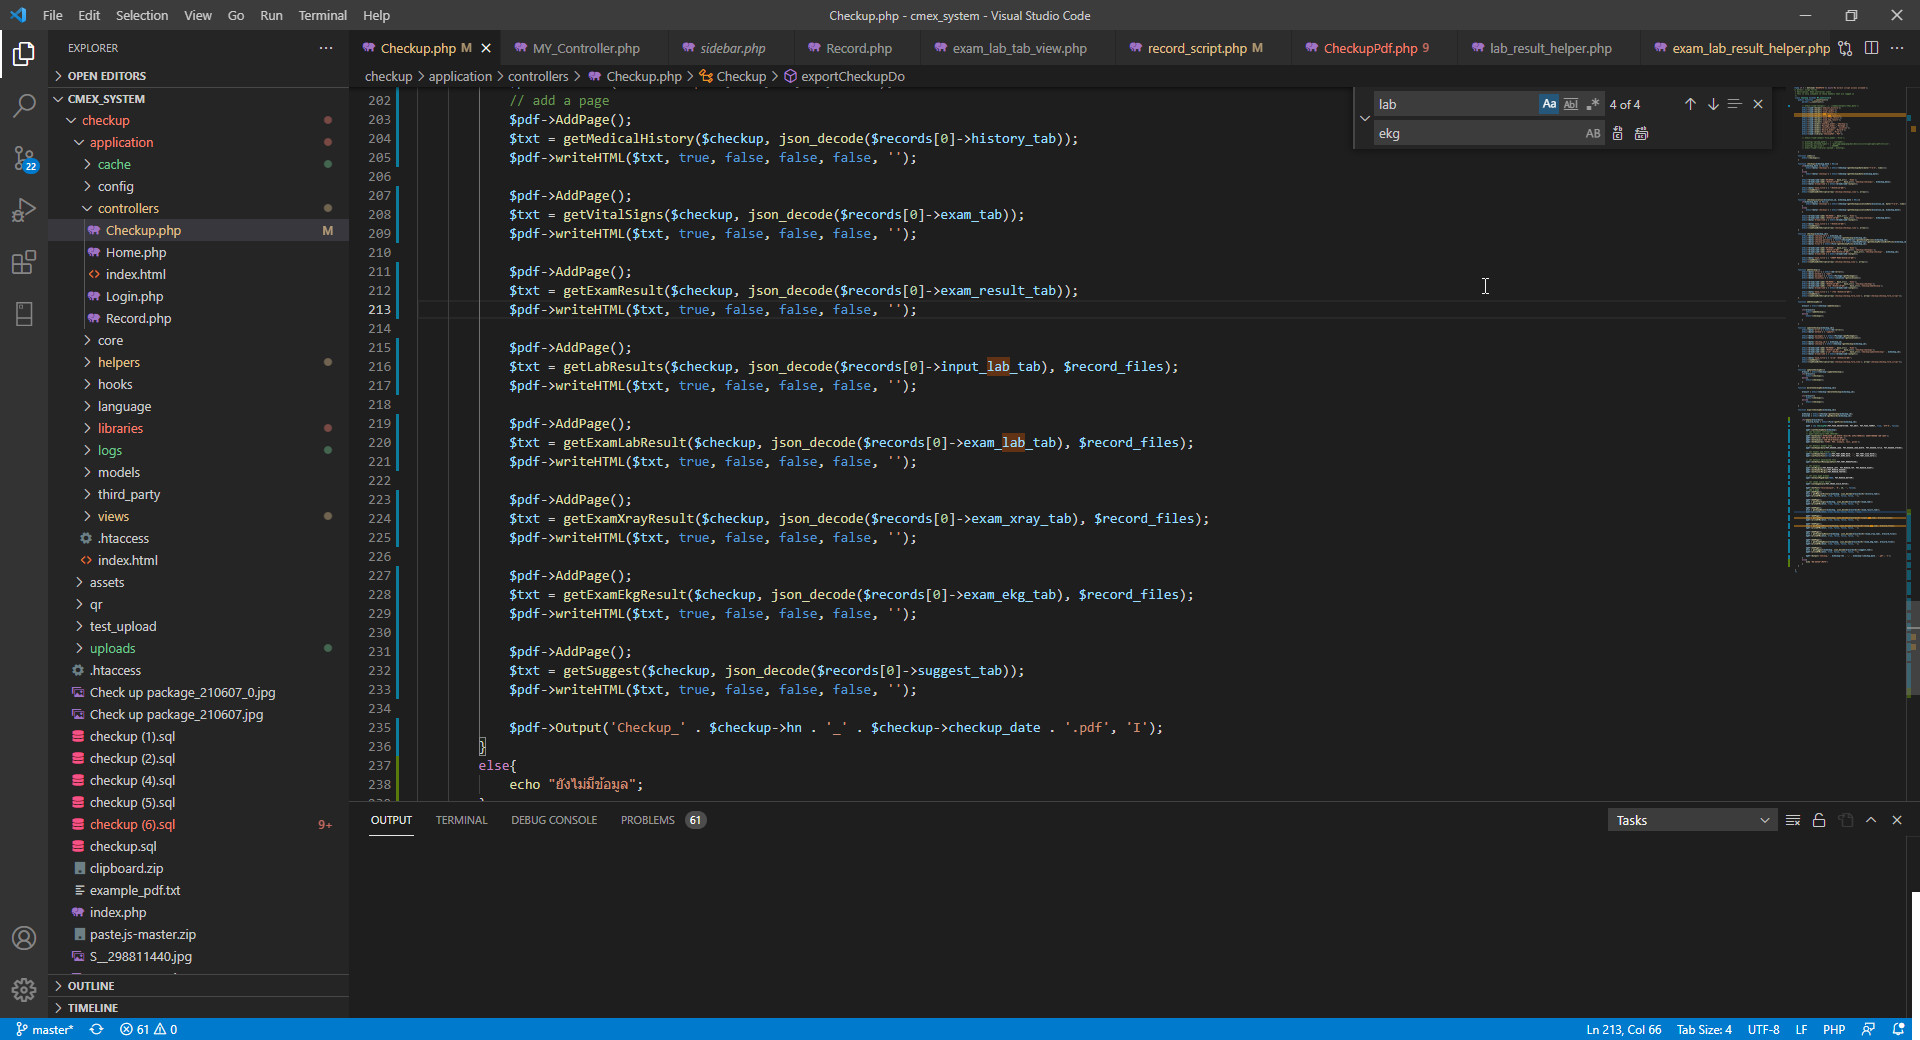 File Edit Selection View Go Run Terminal Help
Checkup.php - cmex_system - Visual Studio Code
EXPLORER
Checkup.php M MY_Controller.php sidebar.php Record.php exam_lab_tab_view.php record_script.php M CheckupPdf.php 9 lab_result_helper.php exam_lab_result_helper.php
checkup > application > controllers > Checkup.php > Checkup > exportCheckupDo
lab Aa Abl .* 4 of 4
ekg AB
OPEN EDITORS
CMEX_SYSTEM
checkup
application
cache
config
controllers
Checkup.php M
Home.php
index.html
Login.php
Record.php
core
helpers
hooks
language
libraries
logs
models
third_party
views
.htaccess
index.html
assets
qr
test_upload
uploads
.htaccess
Check up package_210607_0.jpg
Check up package_210607.jpg
checkup (1).sql
checkup (2).sql
checkup (4).sql
checkup (5).sql
checkup (6).sql 9+
checkup.sql
clipboard.zip
example_pdf.txt
index.php
paste.js-master.zip
S__298811440.jpg
OUTLINE
TIMELINE
22
202 // add a page
203 $pdf->AddPage();
204 $txt = getMedicalHistory($checkup, json_decode($records[0]->history_tab));
205 $pdf->writeHTML($txt, true, false, false, false, '');
206
207 $pdf->AddPage();
208 $txt = getVitalSigns($checkup, json_decode($records[0]->exam_tab));
209 $pdf->writeHTML($txt, true, false, false, false, '');
210
211 $pdf->AddPage();
212 $txt = getExamResult($checkup, json_decode($records[0]->exam_result_tab));
213 $pdf->writeHTML($txt, true, false, false, false, '');
214
215 $pdf->AddPage();
216 $txt = getLabResults($checkup, json_decode($records[0]->input_lab_tab), $record_files);
217 $pdf->writeHTML($txt, true, false, false, false, '');
218
219 $pdf->AddPage();
220 $txt = getExamLabResult($checkup, json_decode($records[0]->exam_lab_tab), $record_files);
221 $pdf->writeHTML($txt, true, false, false, false, '');
222
223 $pdf->AddPage();
224 $txt = getExamXrayResult($checkup, json_decode($records[0]->exam_xray_tab), $record_files);
225 $pdf->writeHTML($txt, true, false, false, false, '');
226
227 $pdf->AddPage();
228 $txt = getExamEkgResult($checkup, json_decode($records[0]->exam_ekg_tab), $record_files);
229 $pdf->writeHTML($txt, true, false, false, false, '');
230
231 $pdf->AddPage();
232 $txt = getSuggest($checkup, json_decode($records[0]->suggest_tab));
233 $pdf->writeHTML($txt, true, false, false, false, '');
234
235 $pdf->Output('Checkup_' . $checkup->hn . '_' . $checkup->checkup_date . '.pdf', 'I');
236 }
237 else{
238 echo "ยังไม่มีข้อมูล";
OUTPUT TERMINAL DEBUG CONSOLE PROBLEMS 61
Tasks
master* 61 0
Ln 213, Col 66 Tab Size: 4 UTF-8 LF PHP